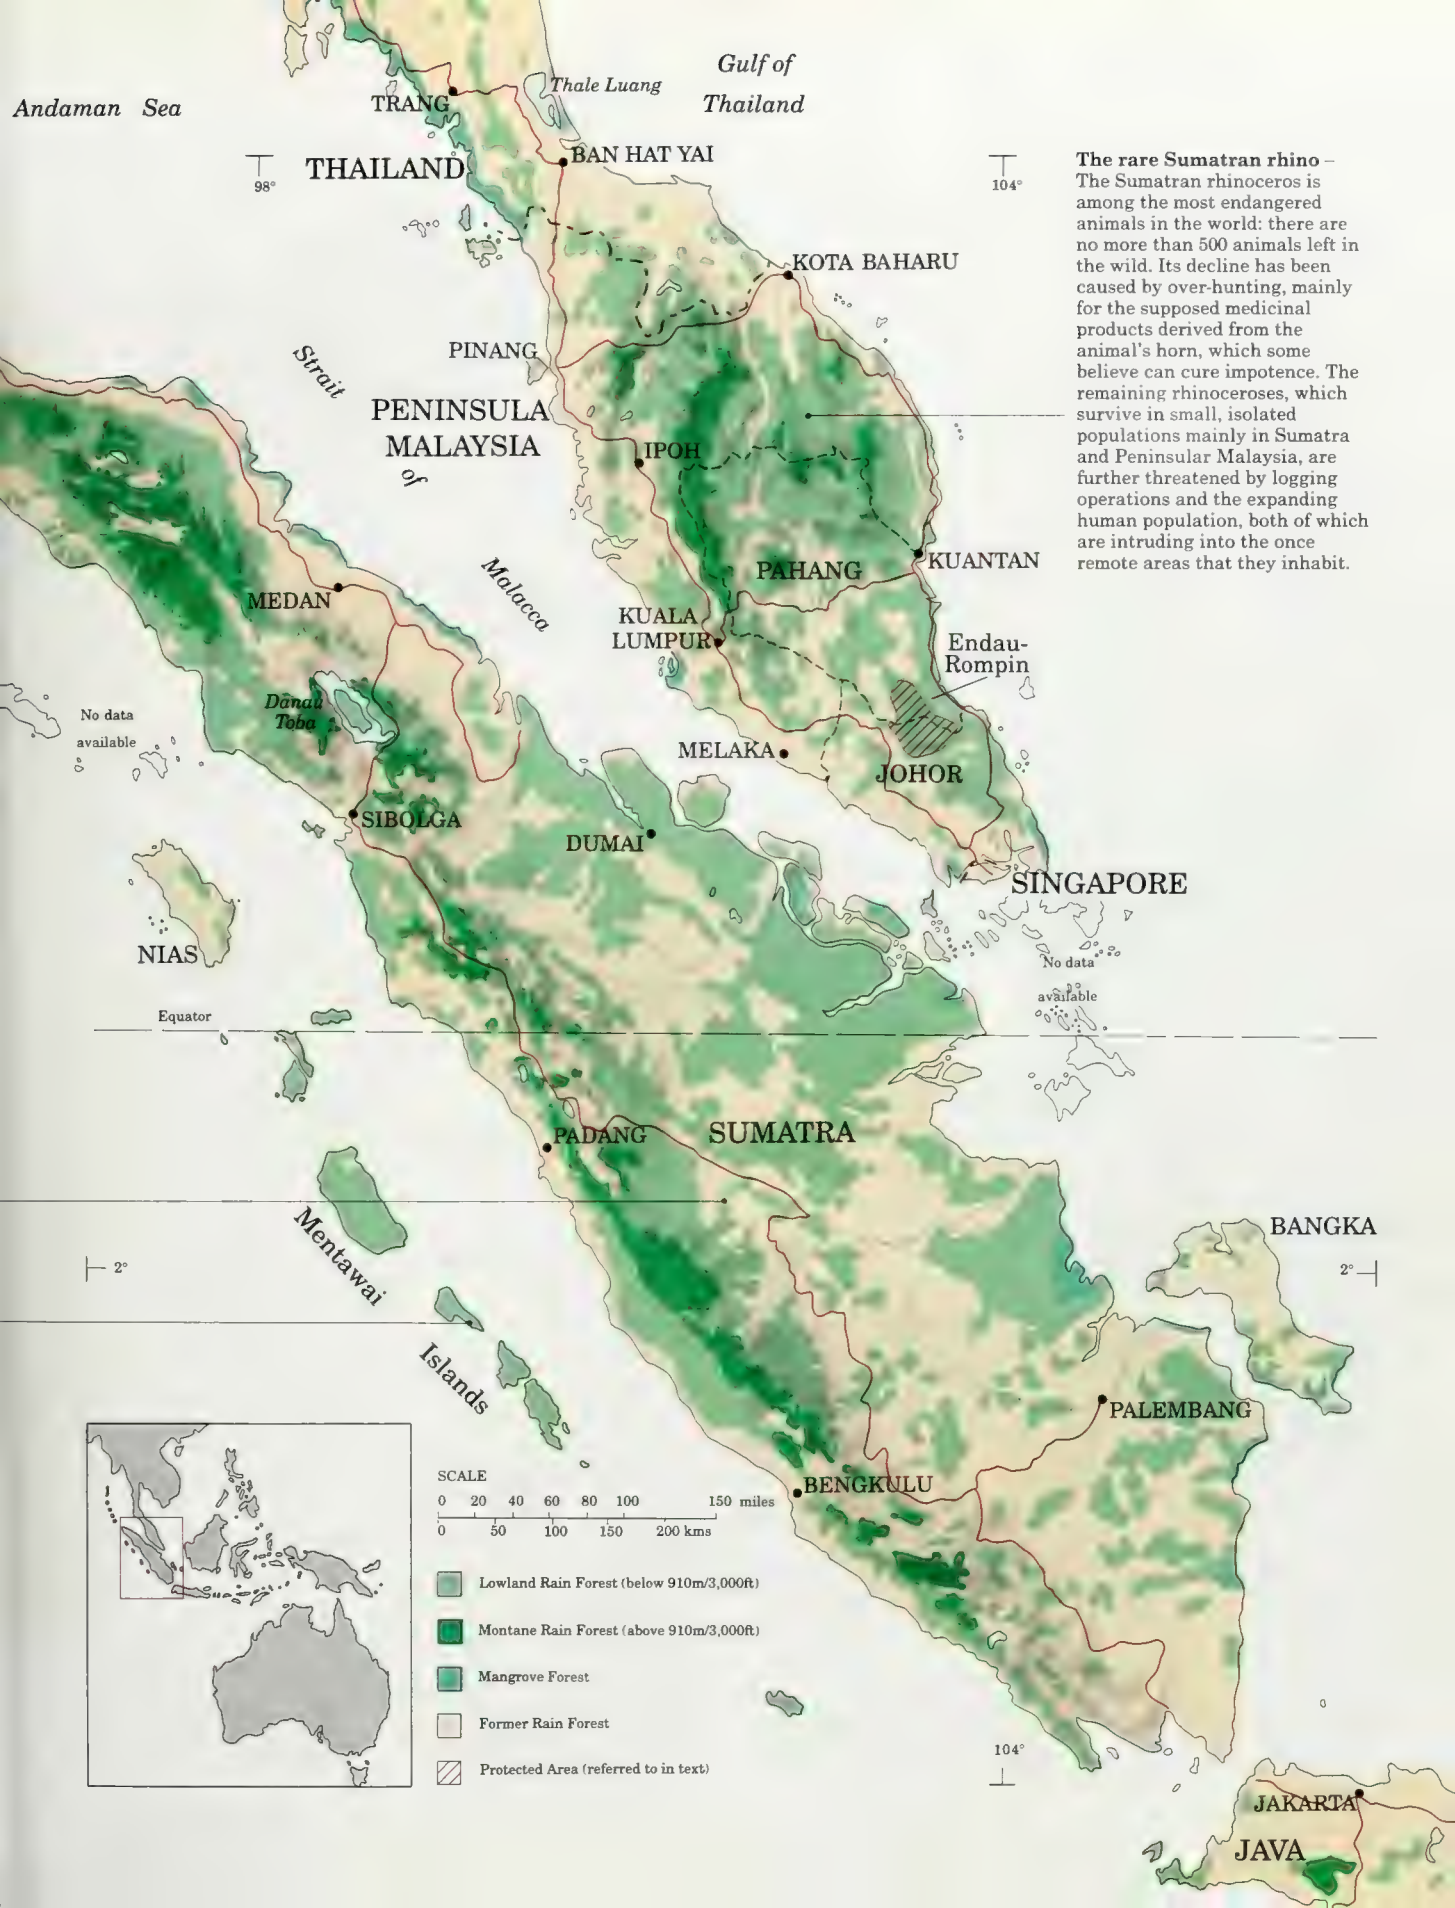 Gulf of
Thailand
Andaman Sea
Thale Luang
TRANG
BAN HAT YAI
THAILAND
98°
104°
The rare Sumatran rhino –
The Sumatran rhinoceros is
among the most endangered
animals in the world: there are
no more than 500 animals left in
the wild. Its decline has been
caused by over-hunting, mainly
for the supposed medicinal
products derived from the
animal's horn, which some
believe can cure impotence. The
remaining rhinoceroses, which
survive in small, isolated
populations mainly in Sumatra
and Peninsular Malaysia, are
further threatened by logging
operations and the expanding
human population, both of which
are intruding into the once
remote areas that they inhabit.
KOTA BAHARU
PINANG
Strait
of
Malacca
PENINSULA
MALAYSIA
IPOH
PAHANG
KUANTAN
MEDAN
KUALA
LUMPUR
Endau-
Rompin
Danau
Toba
No data
available
MELAKA
JOHOR
SIBOLGA
DUMAI
SINGAPORE
NIAS
No data
available
Equator
PADANG
SUMATRA
Mentawai
Islands
BANGKA
2°
2°
PALEMBANG
BENGKULU
SCALE
0 20 40 60 80 100 150 miles
0 50 100 150 200 kms
Lowland Rain Forest (below 910m/3,000ft)
Montane Rain Forest (above 910m/3,000ft)
Mangrove Forest
Former Rain Forest
Protected Area (referred to in text)
104°
JAKARTA
JAVA